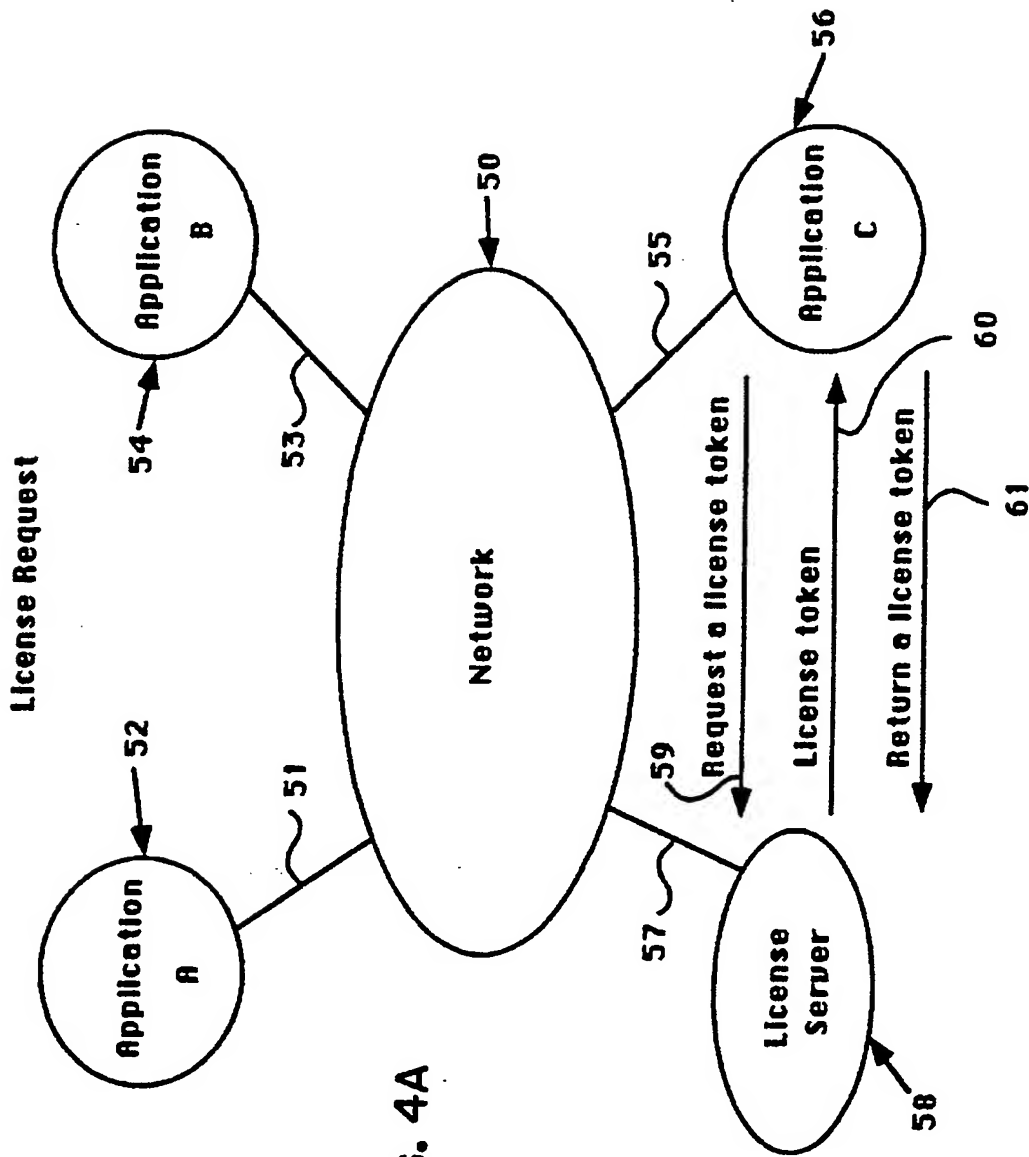 License Request
52
Application
A
51
54
Application
B
53
Network
50
57
License
Server
58
59
Request a license token
License token
Return a license token
55
Application
C
56
60
61
4A